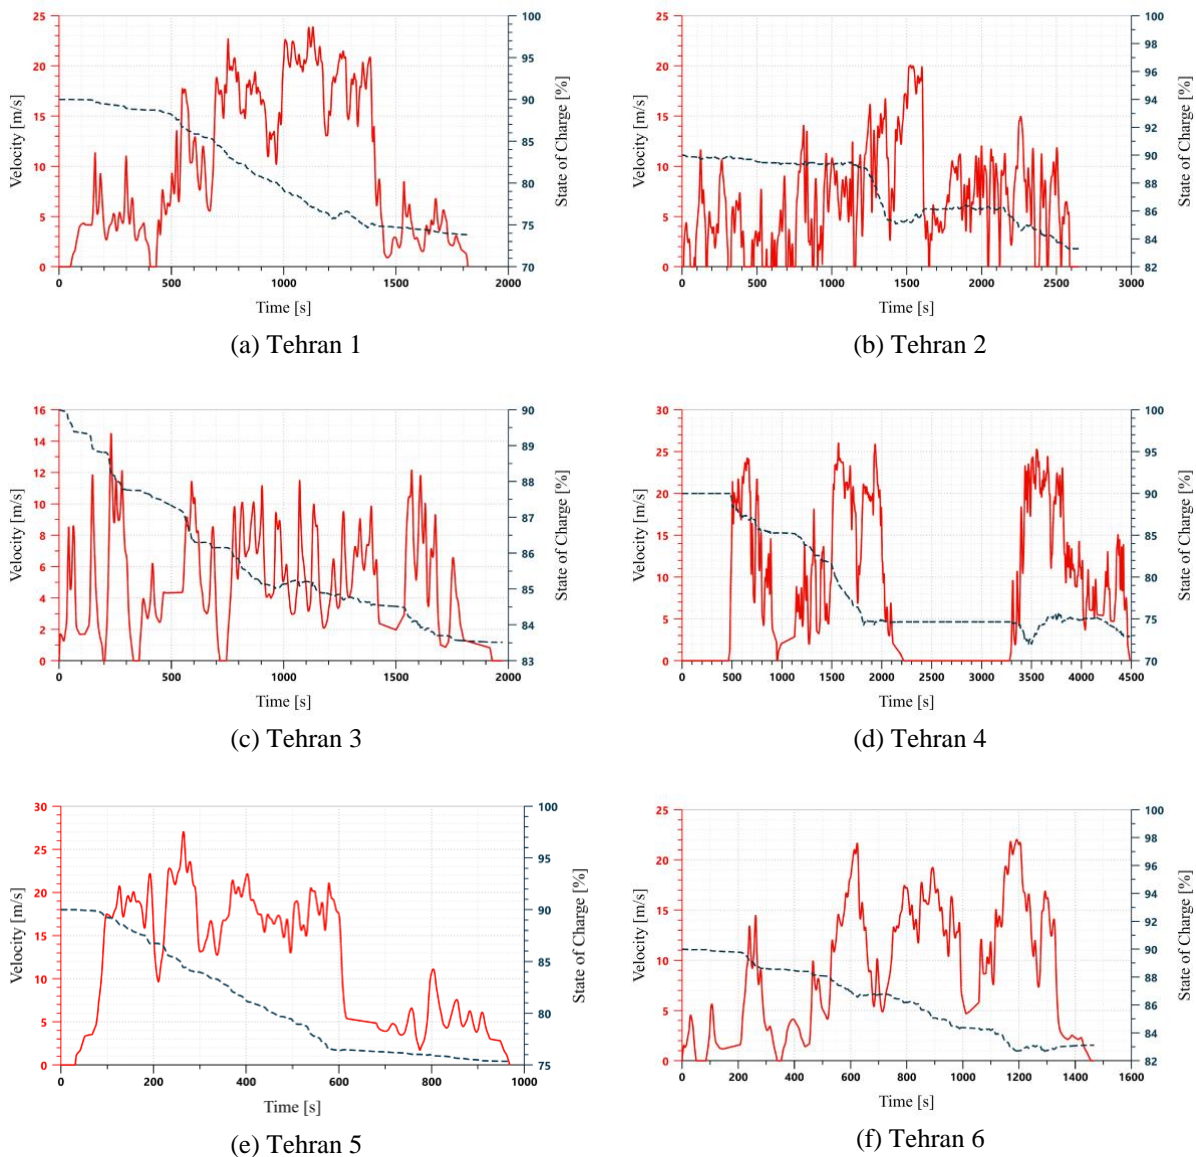 25
20
15
10
5
0
Velocity [m/s]
100
95
90
85
80
75
70
State of Charge [%]
0 500 1000 1500 2000
Time [s]
(a) Tehran 1
25
20
15
10
5
0
Velocity [m/s]
100
98
96
94
92
90
88
86
84
82
State of Charge [%]
0 500 1000 1500 2000 2500 3000
Time [s]
(b) Tehran 2
16
14
12
10
8
6
4
2
0
Velocity [m/s]
90
89
88
87
86
85
84
83
State of Charge [%]
0 500 1000 1500 2000
Time [s]
(c) Tehran 3
30
25
20
15
10
5
0
Velocity [m/s]
100
95
90
85
80
75
70
State of Charge [%]
0 500 1000 1500 2000 2500 3000 3500 4000 4500
Time [s]
(d) Tehran 4
30
25
20
15
10
5
0
Velocity [m/s]
100
95
90
85
80
75
State of Charge [%]
0 200 400 600 800 1000
Time [s]
(e) Tehran 5
25
20
15
10
5
0
Velocity [m/s]
100
98
96
94
92
90
88
86
84
82
State of Charge [%]
0 200 400 600 800 1000 1200 1400 1600
Time [s]
(f) Tehran 6